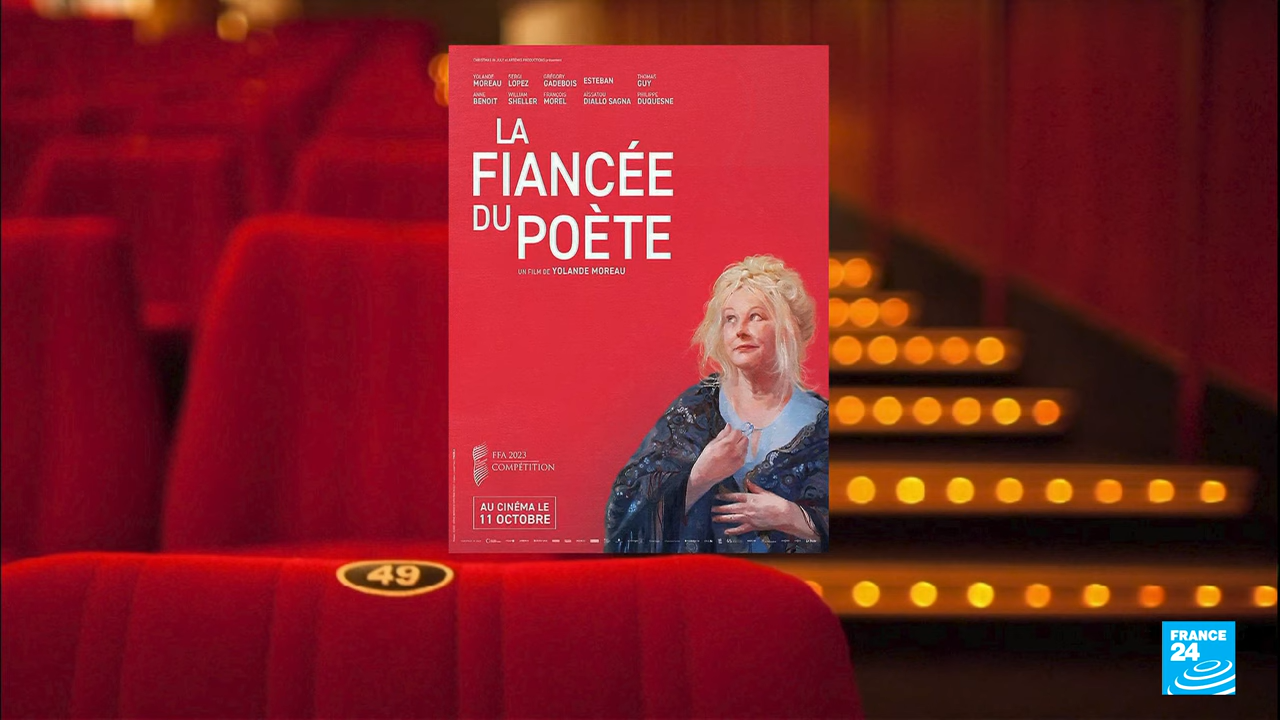 YOLANDE MOREAU SERGI LOPEZ GRÉGORY GADEBOIS ESTEBAN THOMAS GUY
ANNE BENOIT WILLIAM SHELLER FRANÇOIS MOREL AÏSSATOU DIALLO SAGNA PHILIPPE DUQUESNE
LA
FIANCÉE
DU POÈTE
UN FILM DE YOLANDE MOREAU
FFA 2023
COMPÉTITION
AU CINÉMA LE
11 OCTOBRE
49
FRANCE
24